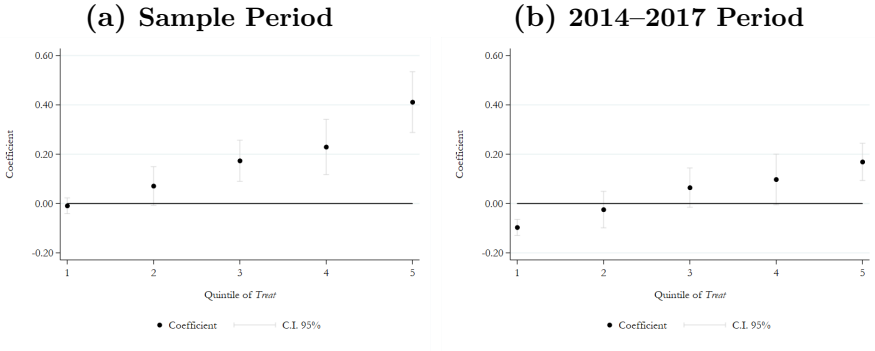 (a) Sample Period
0.60
0.40
0.20
0.00
-0.20
Coefficient
1 2 3 4 5
Quintile of Treat
Coefficient C.I. 95%
(b) 2014–2017 Period
0.60
0.40
0.20
0.00
-0.20
Coefficient
1 2 3 4 5
Quintile of Treat
Coefficient C.I. 95%